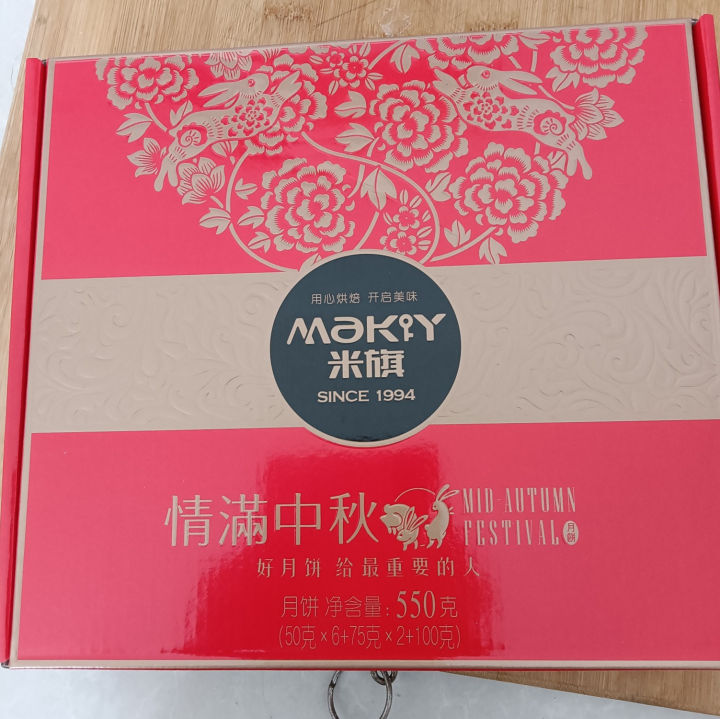 用心烘焙 开启美味
MaKiY
米旗
SINCE 1994
情滿中秋
MID-AUTUMN
FESTIVAL 月餅
好月饼 给最重要的人
月饼 净含量: 550克
(50克×6+75克×2+100克)